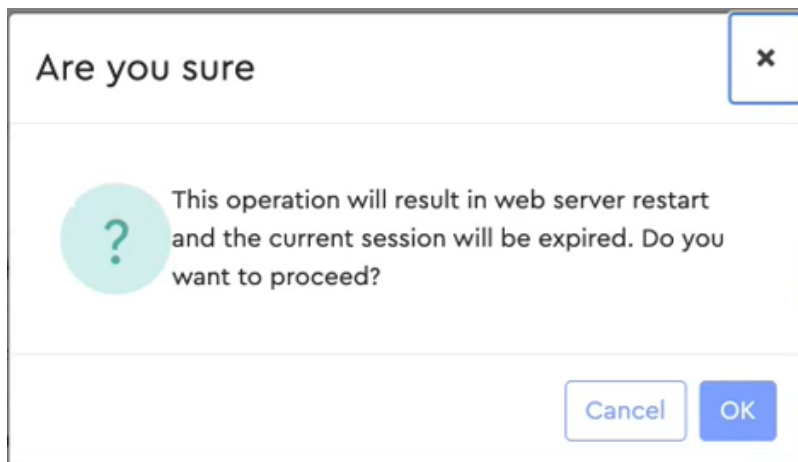 Are you sure
×
?
This operation will result in web server restart
and the current session will be expired. Do you
want to proceed?
Cancel
OK